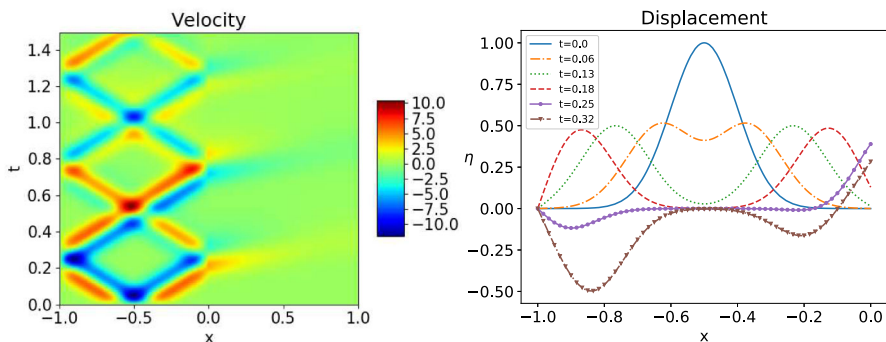 Velocity
1.4
1.2
1.0
0.8
0.6
0.4
0.2
0.0
t
-1.0 -0.5 0.0 0.5 1.0
x
10.0
7.5
5.0
2.5
0.0
-2.5
-5.0
-7.5
-10.0
Displacement
1.00
0.75
0.50
0.25
0.00
-0.25
-0.50
η
t=0.0
t=0.06
t=0.13
t=0.18
t=0.25
t=0.32
-1.0 -0.8 -0.6 -0.4 -0.2 0.0
x